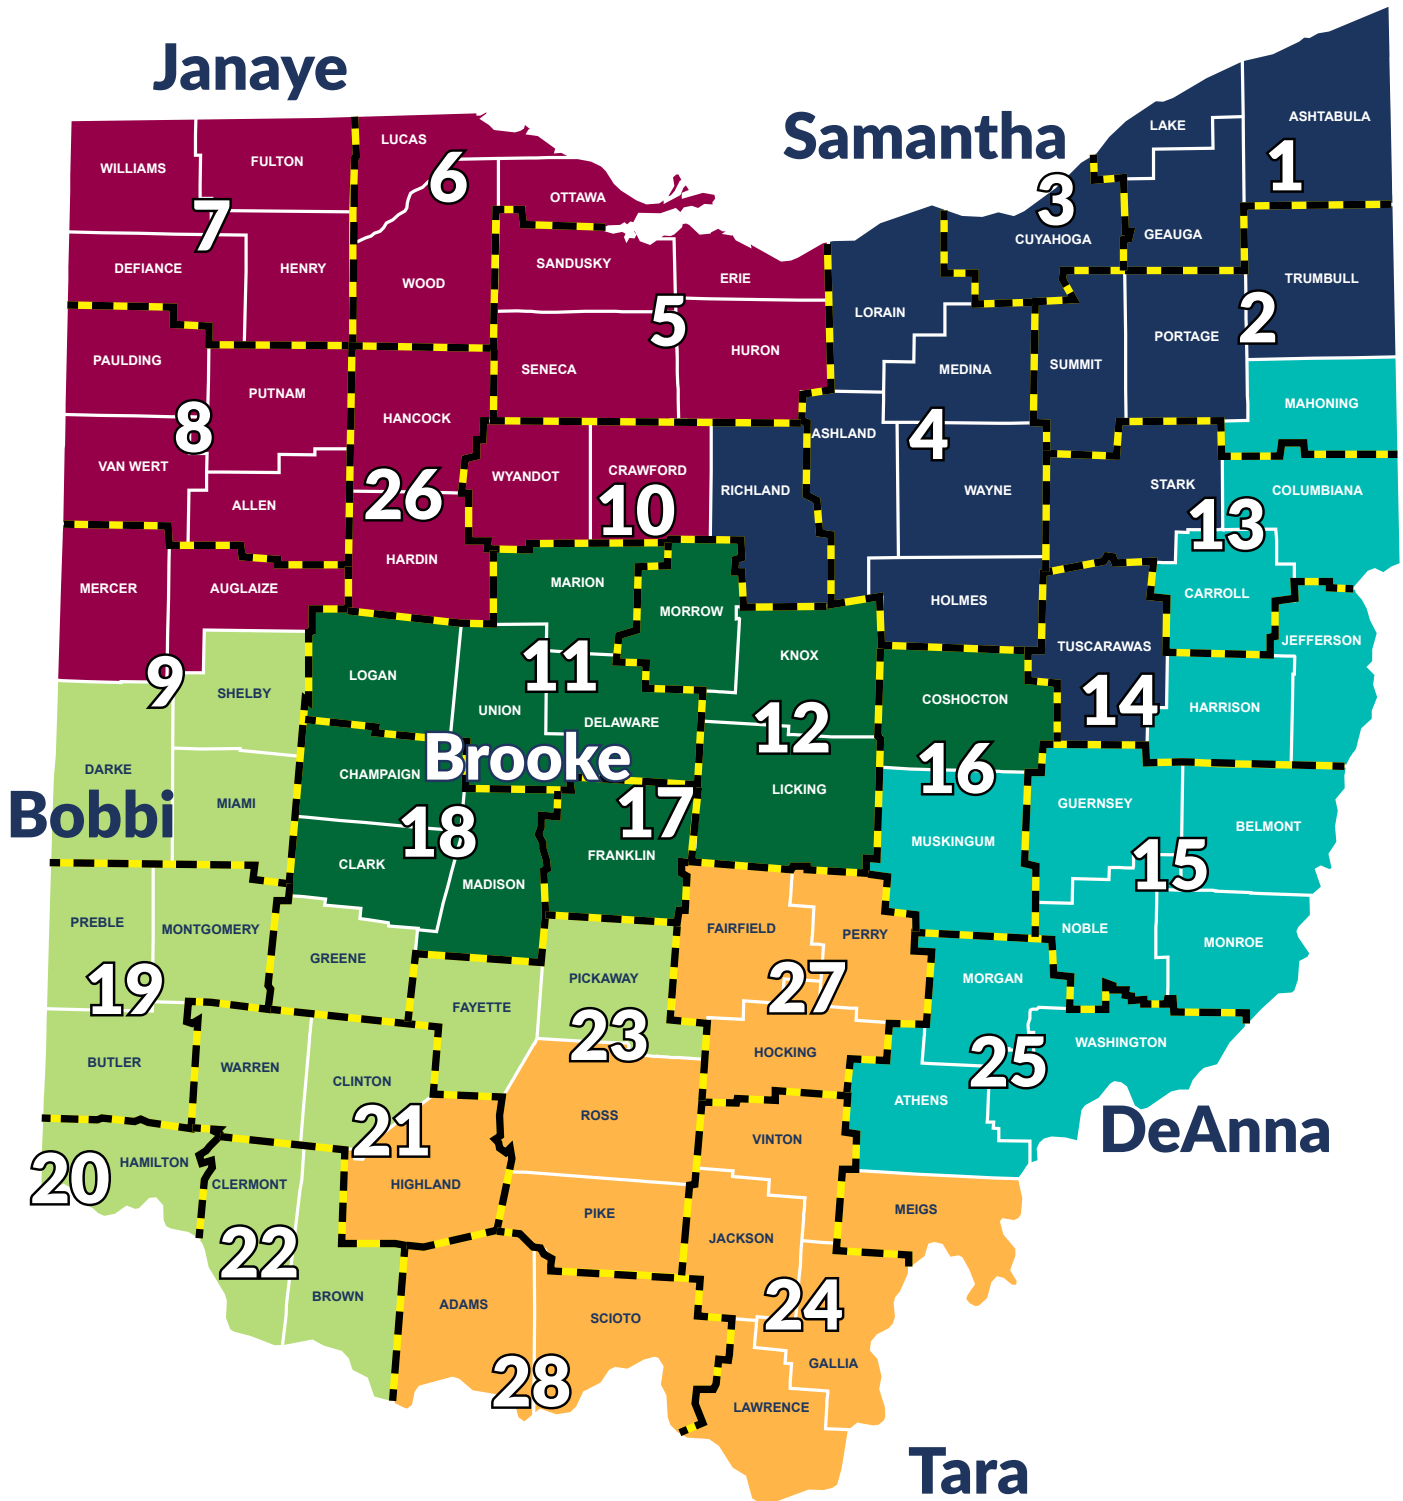 Janaye
Samantha
LAKE
ASHTABULA
1
LUCAS
WILLIAMS
FULTON
6
OTTAWA
3
CUYAHOGA
GEAUGA
7
DEFIANCE
HENRY
WOOD
SANDUSKY
ERIE
TRUMBULL
LORAIN
5
2
PAULDING
PUTNAM
SENECA
HURON
MEDINA
SUMMIT
PORTAGE
8
HANCOCK
MAHONING
ASHLAND
4
VAN WERT
ALLEN
26
WYANDOT
CRAWFORD
10
RICHLAND
WAYNE
STARK
COLUMBIANA
13
MERCER
AUGLAIZE
HARDIN
MARION
MORROW
HOLMES
CARROLL
JEFFERSON
TUSCARAWAS
9
SHELBY
LOGAN
11
KNOX
COSHOCTON
14
HARRISON
UNION
DELAWARE
12
DARKE
CHAMPAIGN
Brooke
16
Bobbi
MIAMI
LICKING
GUERNSEY
BELMONT
18
17
MUSKINGUM
CLARK
FRANKLIN
15
MADISON
PREBLE
MONTGOMERY
FAIRFIELD
PERRY
NOBLE
MONROE
GREENE
19
FAYETTE
PICKAWAY
27
MORGAN
23
BUTLER
WARREN
CLINTON
HOCKING
25
WASHINGTON
ATHENS
DeAnna
21
ROSS
VINTON
20
HAMILTON
CLERMONT
HIGHLAND
PIKE
MEIGS
22
JACKSON
BROWN
ADAMS
SCIOTO
24
GALLIA
28
LAWRENCE
Tara